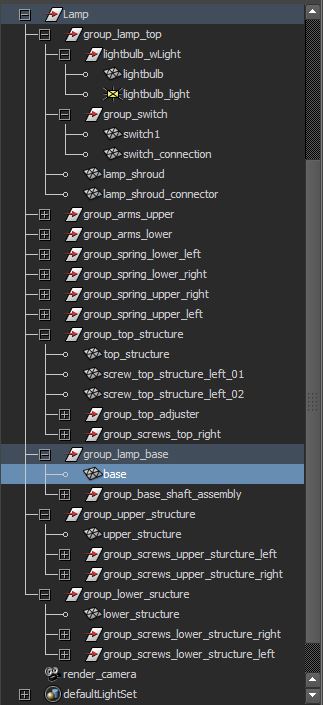 Lamp
group_lamp_top
lightbulb_wLight
lightbulb
lightbulb_light
group_switch
switch1
switch_connection
lamp_shroud
lamp_shroud_connector
group_arms_upper
group_arms_lower
group_spring_lower_left
group_spring_lower_right
group_spring_upper_right
group_spring_upper_left
group_top_structure
top_structure
screw_top_structure_left_01
screw_top_structure_left_02
group_top_adjuster
group_screws_top_right
group_lamp_base
base
group_base_shaft_assembly
group_upper_structure
upper_structure
group_screws_upper_sturcture_left
group_screws_upper_structure_right
group_lower_sructure
lower_structure
group_screws_lower_structure_right
group_screws_lower_structure_left
render_camera
defaultLightSet